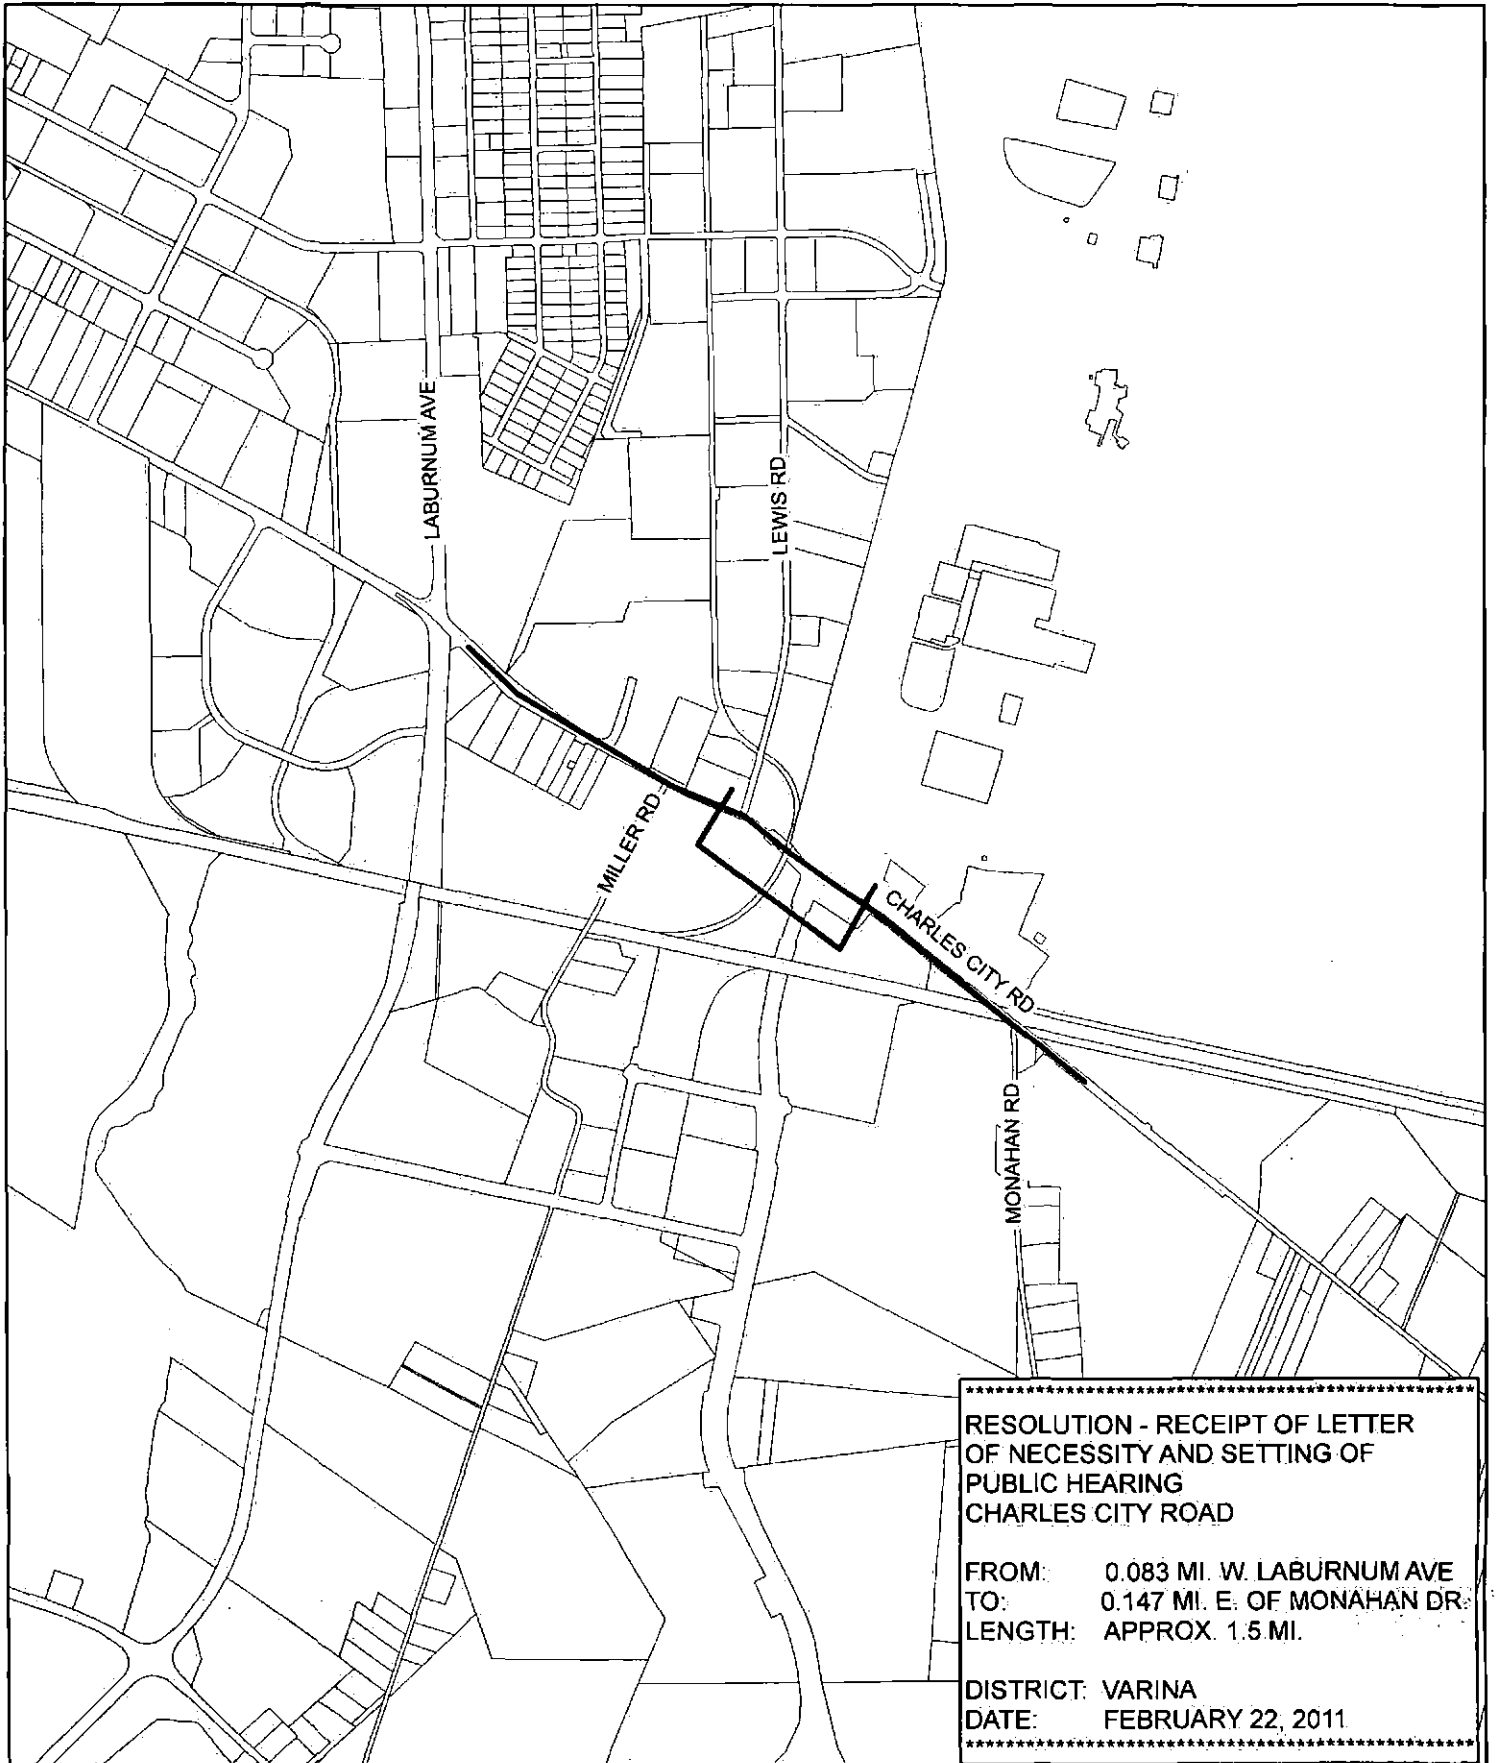 LABURNUM AVE
LEWIS RD
MILLER RD
CHARLES CITY RD
MONAHAN RD
RESOLUTION - RECEIPT OF LETTER
OF NECESSITY AND SETTING OF
PUBLIC HEARING
CHARLES CITY ROAD
FROM: 0.083 MI. W. LABURNUM AVE
TO: 0.147 MI. E. OF MONAHAN DR.
LENGTH: APPROX. 1.5 MI.
DISTRICT: VARINA
DATE: FEBRUARY 22, 2011